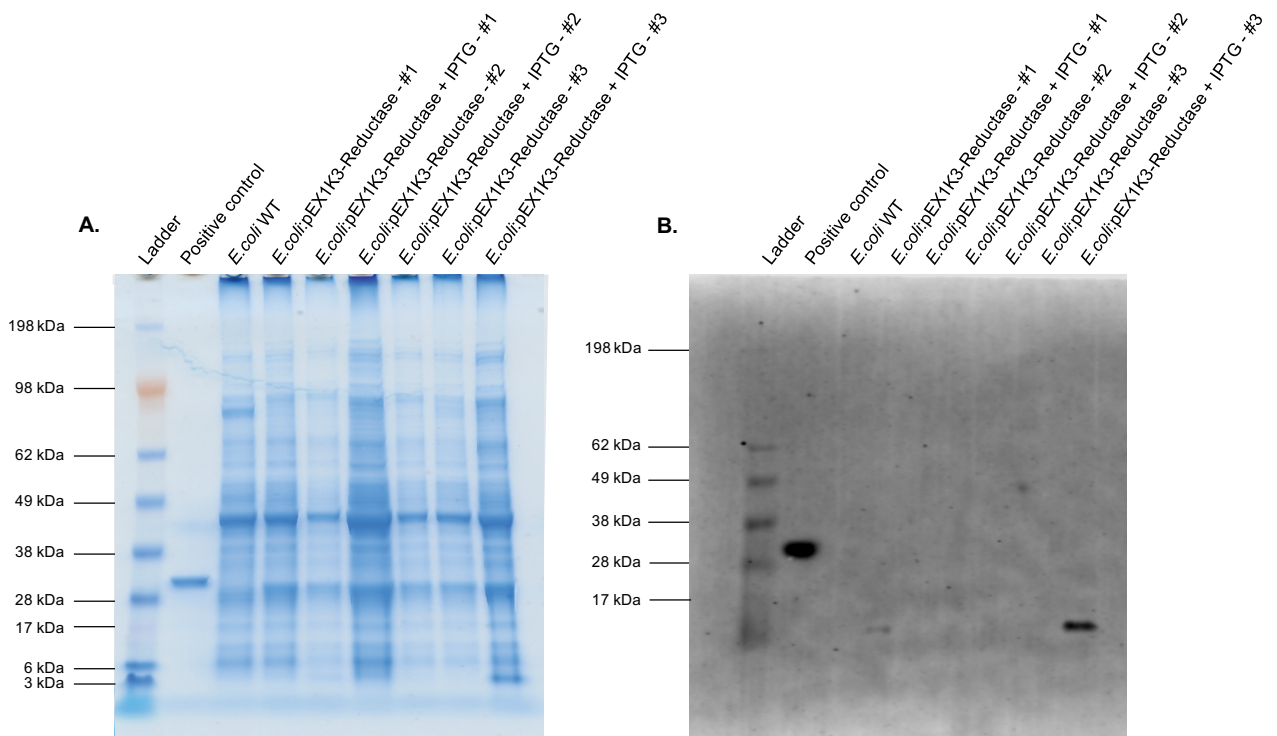 A.
Ladder
Positive control
E.coli WT
E.coli:pEX1K3-Reductase - #1
E.coli:pEX1K3-Reductase + IPTG - #1
E.coli:pEX1K3-Reductase - #2
E.coli:pEX1K3-Reductase + IPTG - #2
E.coli:pEX1K3-Reductase - #3
E.coli:pEX1K3-Reductase + IPTG - #3
198 kDa
98 kDa
62 kDa
49 kDa
38 kDa
28 kDa
17 kDa
6 kDa
3 kDa
B.
Ladder
Positive control
E.coli WT
E.coli:pEX1K3-Reductase - #1
E.coli:pEX1K3-Reductase + IPTG - #1
E.coli:pEX1K3-Reductase - #2
E.coli:pEX1K3-Reductase + IPTG - #2
E.coli:pEX1K3-Reductase - #3
E.coli:pEX1K3-Reductase + IPTG - #3
198 kDa
62 kDa
49 kDa
38 kDa
28 kDa
17 kDa